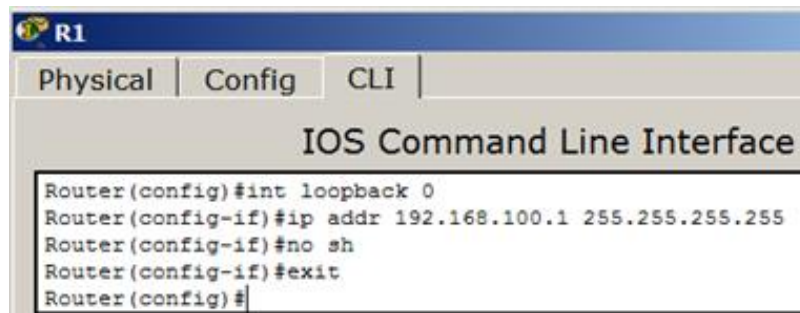 R1
Physical Config CLI
IOS Command Line Interface
Router(config)#int loopback 0
Router(config-if)#ip addr 192.168.100.1 255.255.255.255
Router(config-if)#no sh
Router(config-if)#exit
Router(config)#